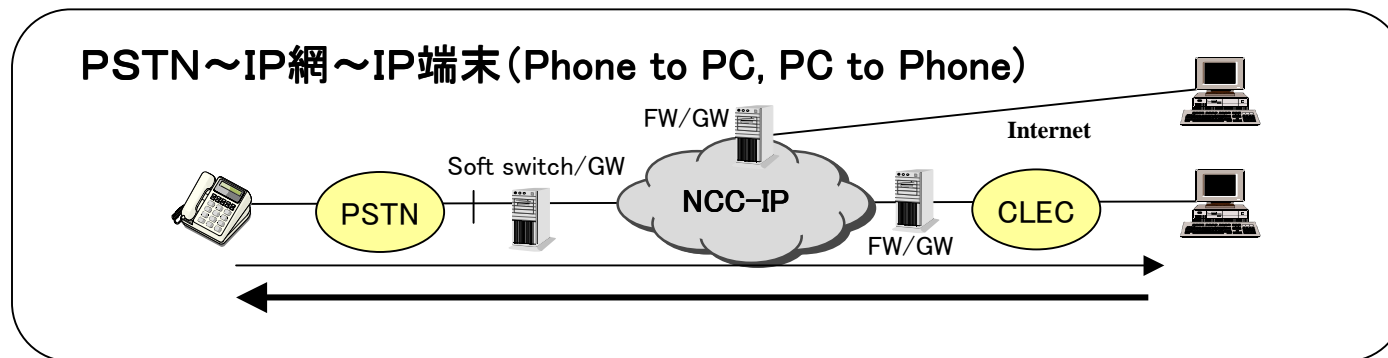 PSTN～IP網～IP端末（Phone to PC, PC to Phone）
FW/GW
Internet
Soft switch/GW
PSTN
NCC-IP
CLEC
FW/GW